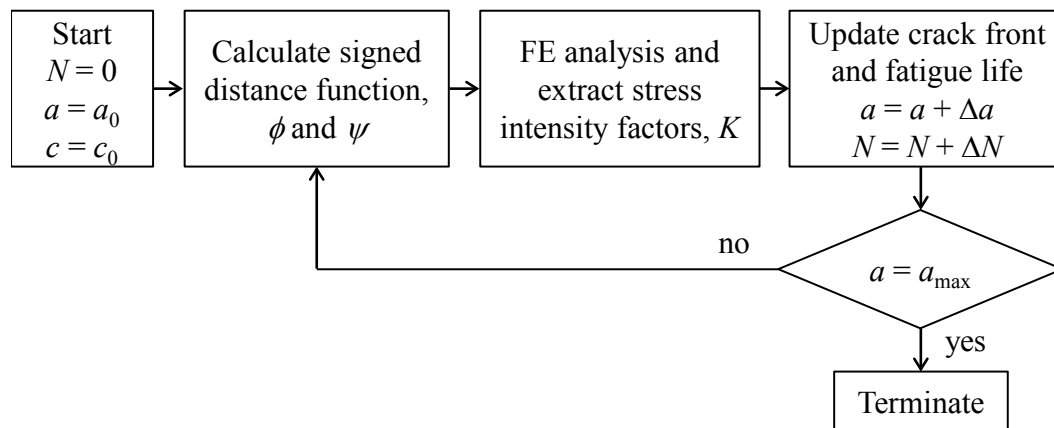 Start
N = 0
a = a₀
c = c₀
Calculate signed
distance function,
ϕ and ψ
FE analysis and
extract stress
intensity factors, K
Update crack front
and fatigue life
a = a + Δa
N = N + ΔN
no
a = aₘₐₓ
yes
Terminate